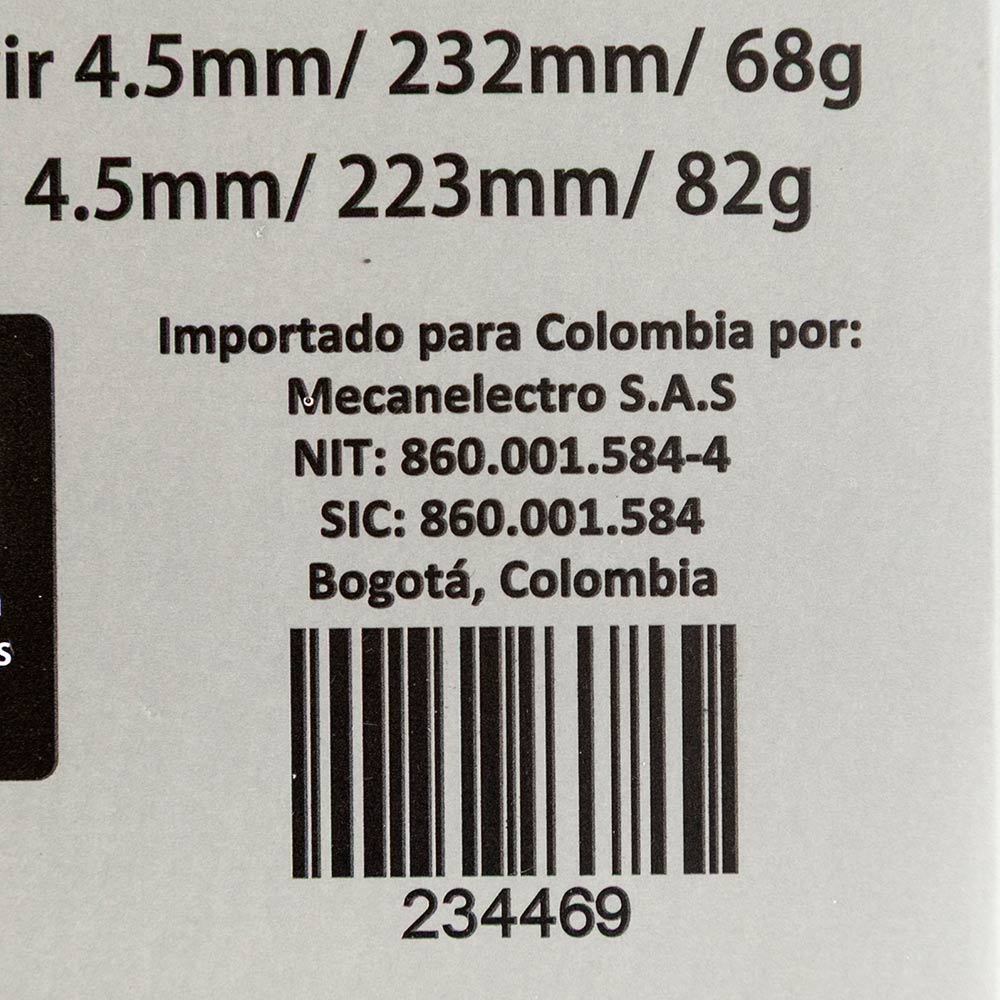 ir 4.5mm/ 232mm/ 68g
4.5mm/ 223mm/ 82g
Importado para Colombia por:
Mecanelectro S.A.S
NIT: 860.001.584-4
SIC: 860.001.584
Bogotá, Colombia
s
234469